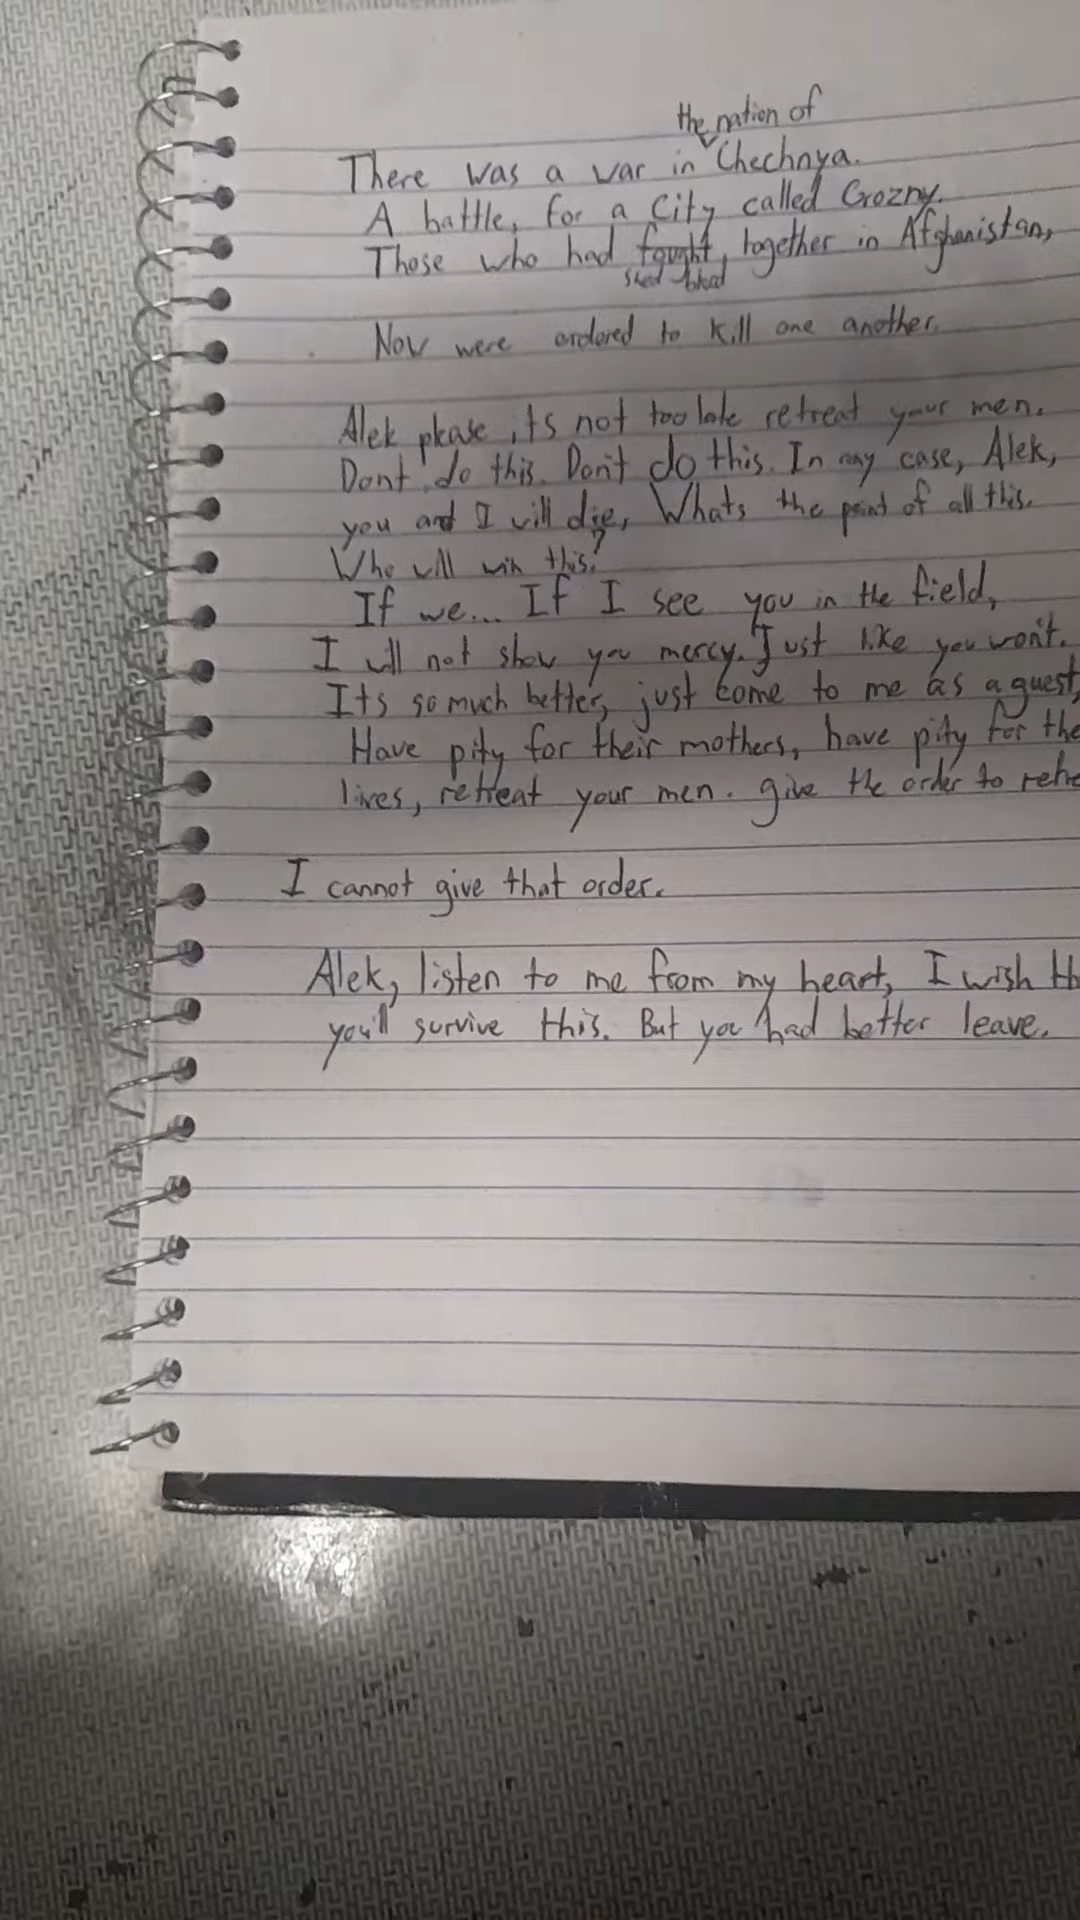 the nation of
There was a war in Chechnya.
A battle, for a City called Grozny.
Those who had fought, together in Afghanistan,
shed blood
Now were ordered to kill one another.
Alek please its not too late retreat your men.
Dont do this. Don't do this. In any case, Alek,
you and I will die, Whats the point of all this.
Who will win this?
If we... If I see you in the field,
I will not show you mercy. Just like you won't.
Its so much better, just come to me as a guest,
Have pity for their mothers, have pity for the
lives, retreat your men. give the order to
I cannot give that order.
Alek, listen to me from my heart, I wish
you'll survive this. But you had better leave.